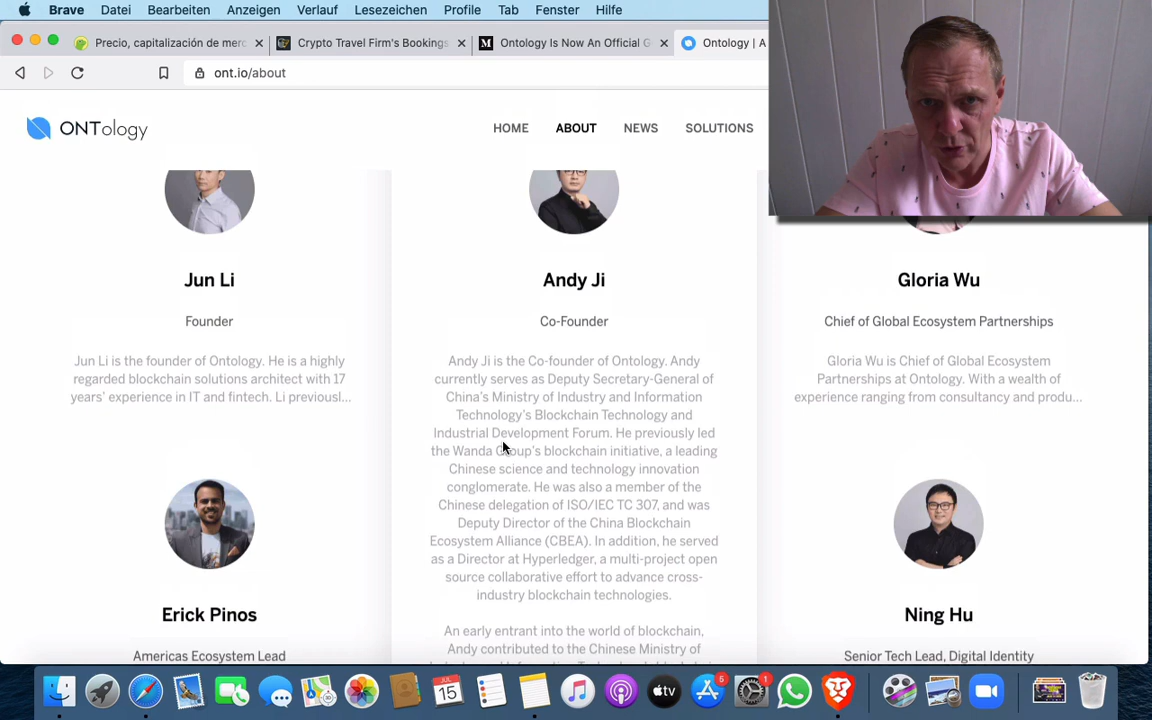 Brave Datei Bearbeiten Anzeigen Verlauf Lesezeichen Profile Tab Fenster Hilfe
Precio, capitalización de merc Crypto Travel Firm's Bookings Ontology Is Now An Official G Ontology | A
ont.io/about
ONTology HOME ABOUT NEWS SOLUTIONS
Jun Li Andy Ji Gloria Wu
Founder Co-Founder Chief of Global Ecosystem Partnerships
Jun Li is the founder of Ontology. He is a highly
regarded blockchain solutions architect with 17
years' experience in IT and fintech. Li previousl...
Andy Ji is the Co-founder of Ontology. Andy
currently serves as Deputy Secretary-General of
China's Ministry of Industry and Information
Technology's Blockchain Technology and
Industrial Development Forum. He previously led
the Wanda Group's blockchain initiative, a leading
Chinese science and technology innovation
conglomerate. He was also a member of the
Chinese delegation of ISO/IEC TC 307, and was
Deputy Director of the China Blockchain
Ecosystem Alliance (CBEA). In addition, he served
as a Director at Hyperledger, a multi-project open
source collaborative effort to advance cross-
industry blockchain technologies.
An early entrant into the world of blockchain,
Andy contributed to the Chinese Ministry of
Gloria Wu is Chief of Global Ecosystem
Partnerships at Ontology. With a wealth of
experience ranging from consultancy and produ...
Erick Pinos Ning Hu
Americas Ecosystem Lead Senior Tech Lead, Digital Identity
JUL
15
tv
5
1